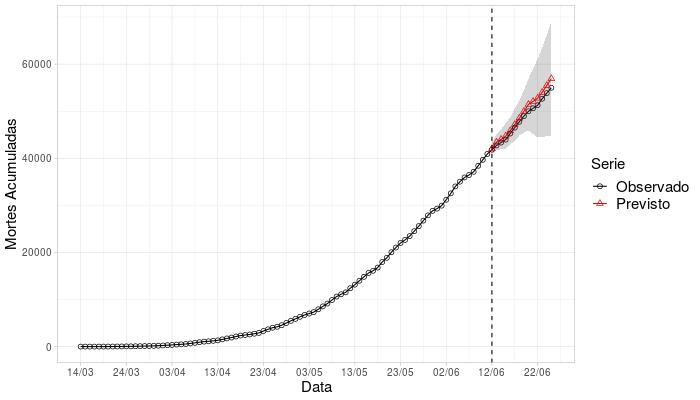 60000
40000
20000
0
Mortes Acumuladas
14/03 24/03 03/04 13/04 23/04 03/05 13/05 23/05 02/06 12/06 22/06
Data
Serie
Observado
Previsto